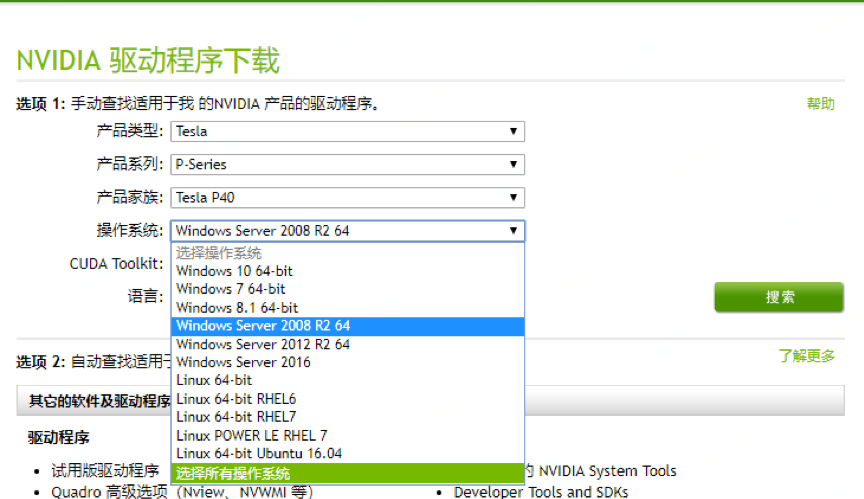 NVIDIA 驱动程序下载
选项 1: 手动查找适用于我 的NVIDIA 产品的驱动程序。 帮助
产品类型: Tesla
产品系列: P-Series
产品家族: Tesla P40
操作系统: Windows Server 2008 R2 64
选择操作系统
CUDA Toolkit: Windows 10 64-bit
Windows 7 64-bit
语言: Windows 8.1 64-bit
搜索
Windows Server 2008 R2 64
Windows Server 2012 R2 64
选项 2: 自动查找适用于 Windows Server 2016 了解更多
Linux 64-bit
其它的软件及驱动程序 Linux 64-bit RHEL6
Linux 64-bit RHEL7
驱动程序 Linux POWER LE RHEL 7
Linux 64-bit Ubuntu 16.04
• 试用版驱动程序 选择所有操作系统 的 NVIDIA System Tools
• Quadro 高级选项（Nview、NVWMI 等） • Developer Tools and SDKs